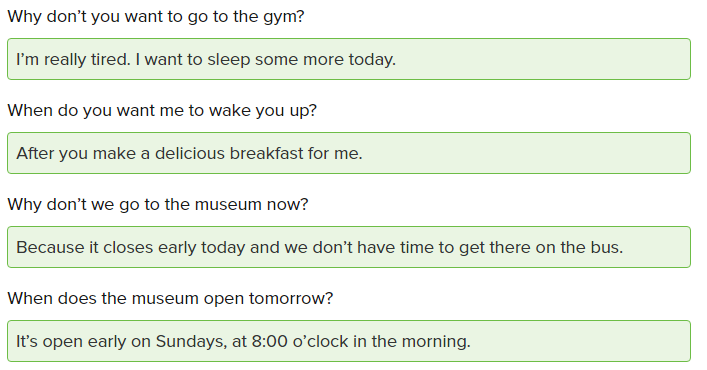 Why don’t you want to go to the gym?
I’m really tired. I want to sleep some more today.
When do you want me to wake you up?
After you make a delicious breakfast for me.
Why don’t we go to the museum now?
Because it closes early today and we don’t have time to get there on the bus.
When does the museum open tomorrow?
It’s open early on Sundays, at 8:00 o’clock in the morning.